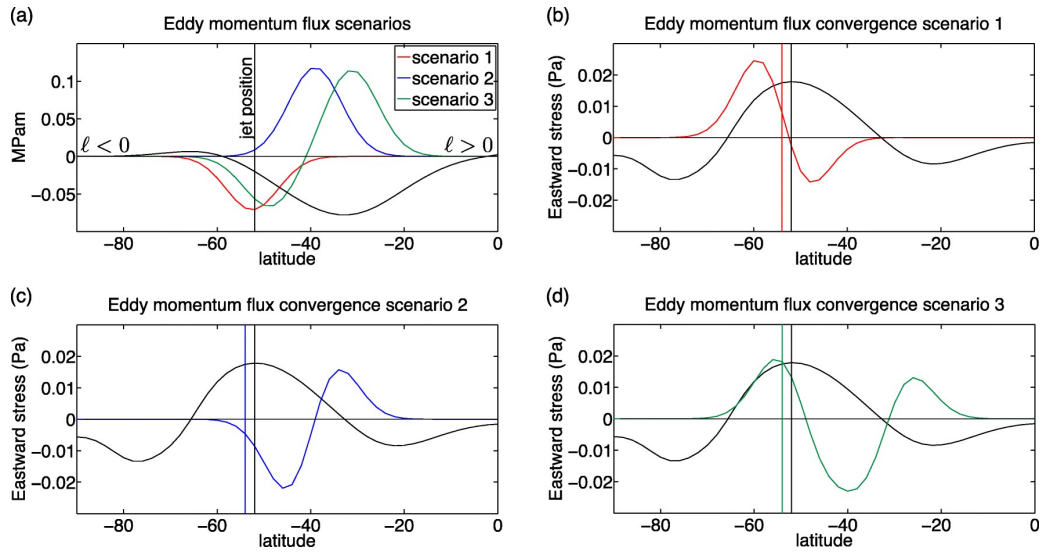 (a)
Eddy momentum flux scenarios
0.1
0.05
0
−0.05
MPam
−80
−60
−40
−20
0
latitude
jet position
ℓ < 0
ℓ > 0
scenario 1
scenario 2
scenario 3
(b)
Eddy momentum flux convergence scenario 1
0.02
0.01
0
−0.01
0.02
Eastward stress (Pa)
−80
−60
−40
−20
0
latitude
(c)
Eddy momentum flux convergence scenario 2
0.02
0.01
0
−0.01
0.02
Eastward stress (Pa)
−80
−60
−40
−20
0
latitude
(d)
Eddy momentum flux convergence scenario 3
0.02
0.01
0
−0.01
0.02
Eastward stress (Pa)
−80
−60
−40
−20
0
latitude